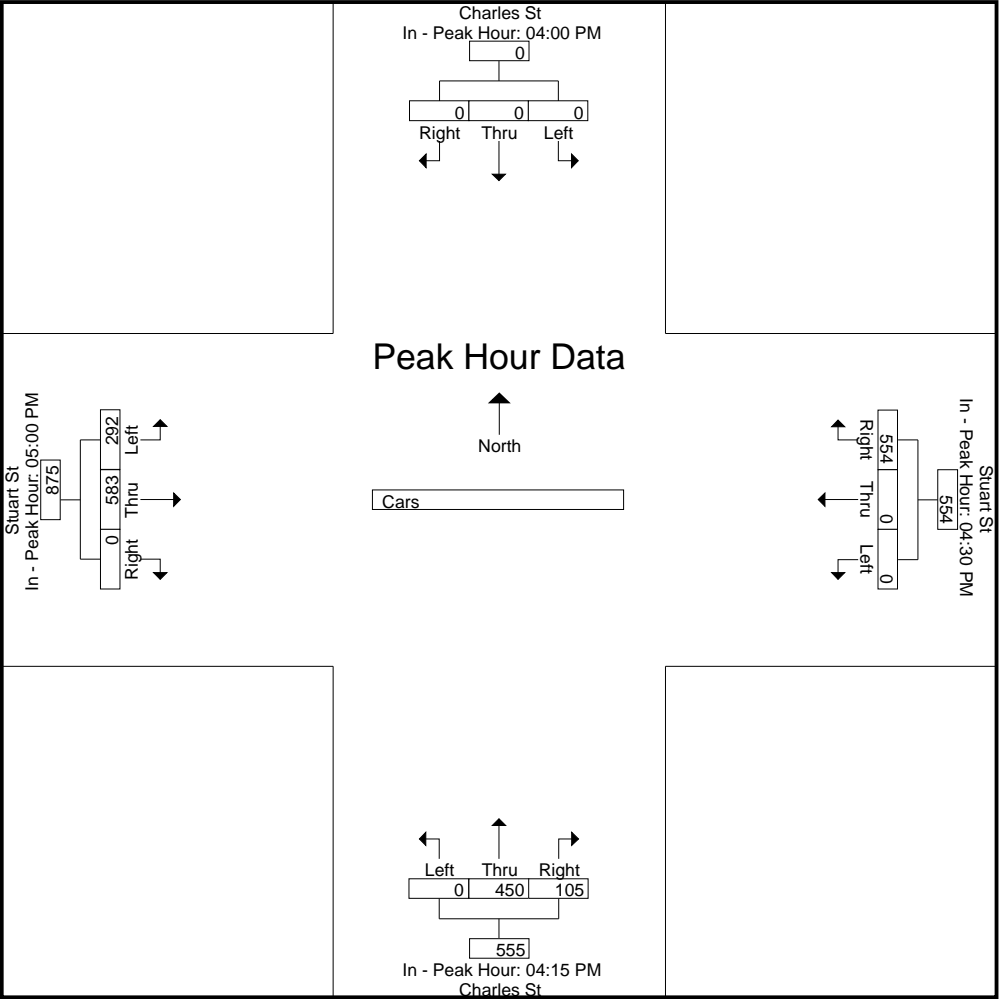 Charles St
In - Peak Hour: 04:00 PM
0
0 0 0
Right Thru Left
Peak Hour Data
North
Cars
Stuart St
In - Peak Hour: 05:00 PM
875
292 583 0
Left Thru Right
Stuart St
In - Peak Hour: 04:30 PM
554
554 0 0
Right Thru Left
Left Thru Right
0 450 105
555
In - Peak Hour: 04:15 PM
Charles St